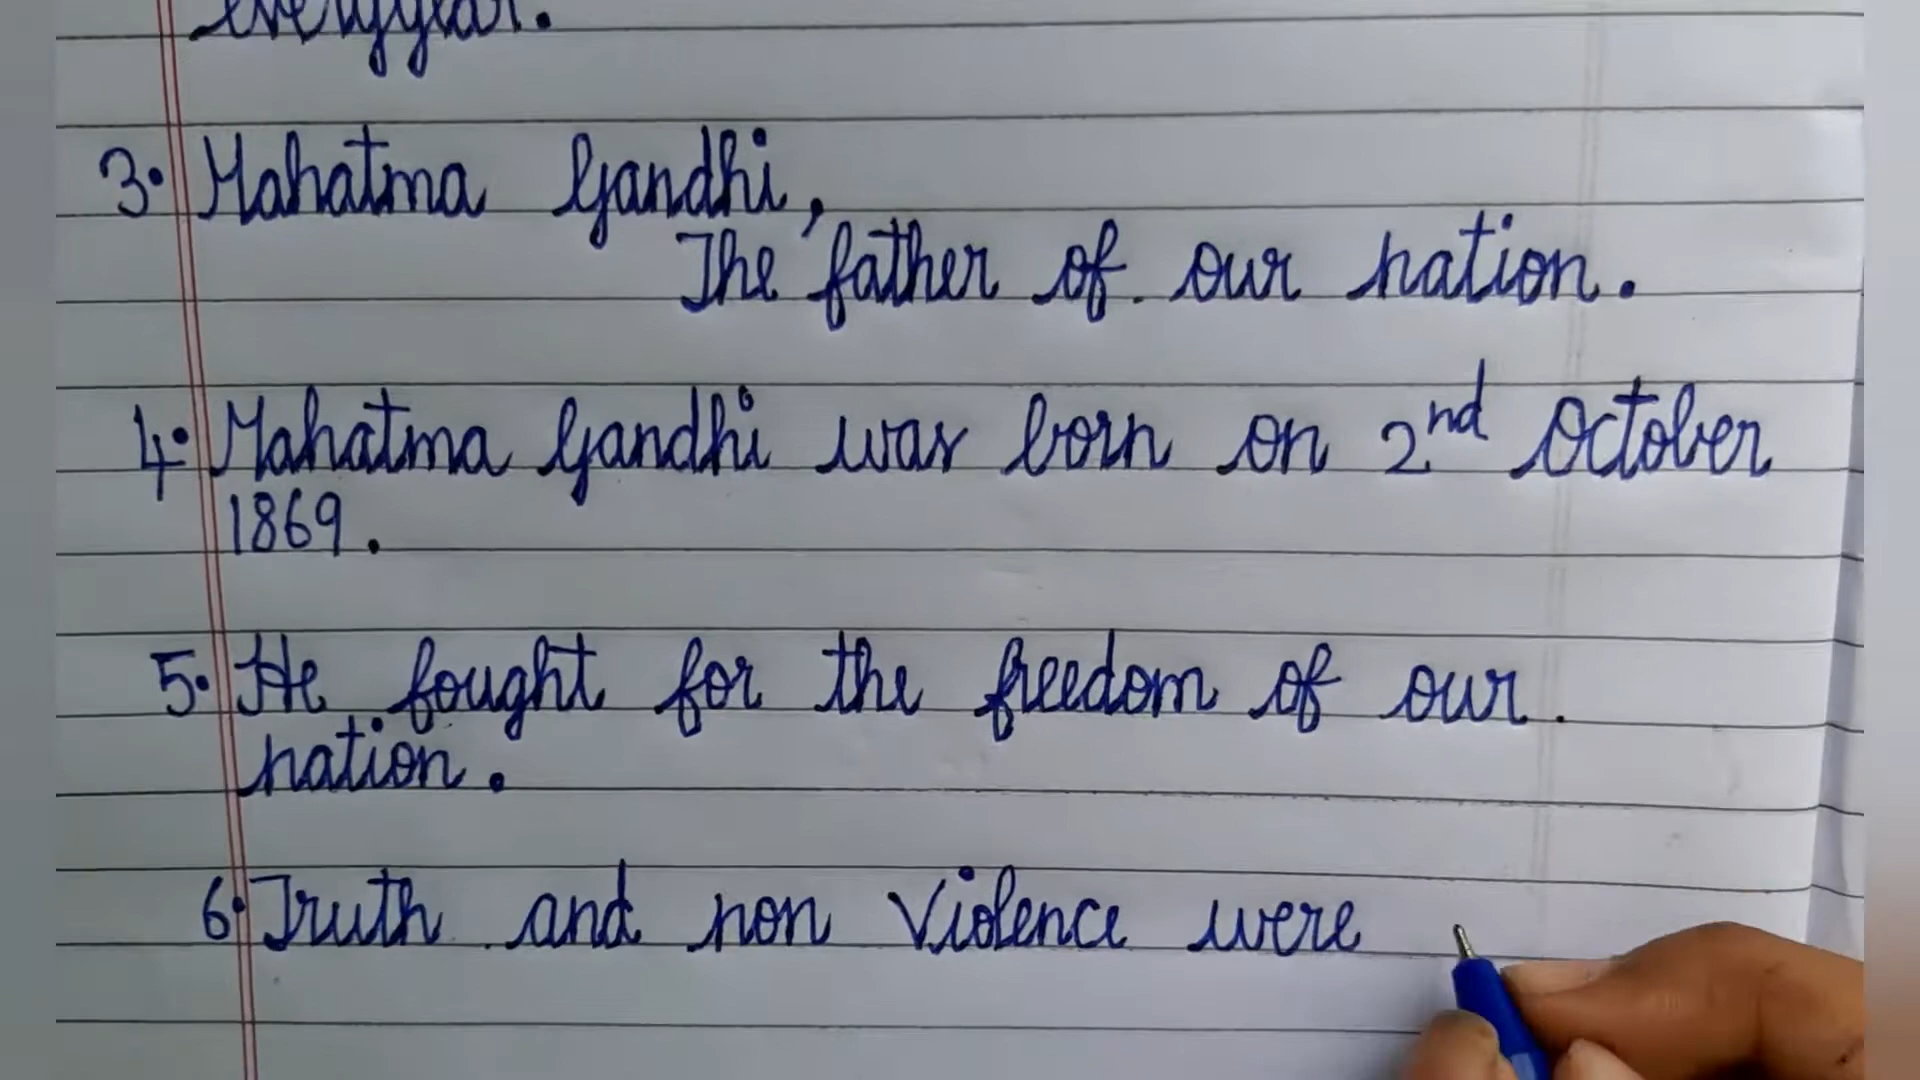 everyyear.
3. Mahatma Gandhi,
The father of our nation.
4. Mahatma Gandhi was born on 2nd October
1869.
5. He fought for the freedom of our
nation.
6. Truth and non Violence were